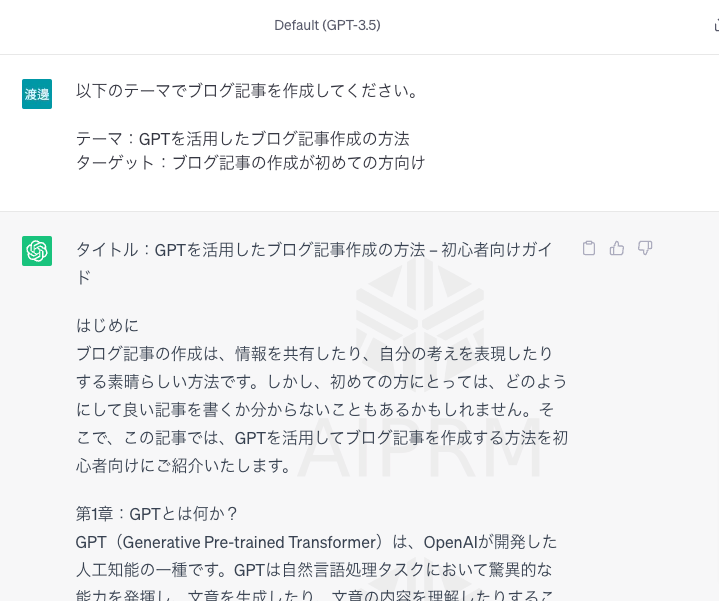 Default (GPT-3.5)
渡邊
以下のテーマでブログ記事を作成してください。
テーマ：GPTを活用したブログ記事作成の方法
ターゲット：ブログ記事の作成が初めての方向け
タイトル：GPTを活用したブログ記事作成の方法 – 初心者向けガイ
ド
はじめに
ブログ記事の作成は、情報を共有したり、自分の考えを表現したり
する素晴らしい方法です。しかし、初めての方にとっては、どのよう
にして良い記事を書くか分からないこともあるかもしれません。そ
こで、この記事では、GPTを活用してブログ記事を作成する方法を初
心者向けにご紹介いたします。
AIPRM
第1章：GPTとは何か？
GPT（Generative Pre-trained Transformer）は、OpenAIが開発した
人工知能の一種です。GPTは自然言語処理タスクにおいて驚異的な
能力を発揮し、文章を生成したり、文章の内容を理解したりするこ